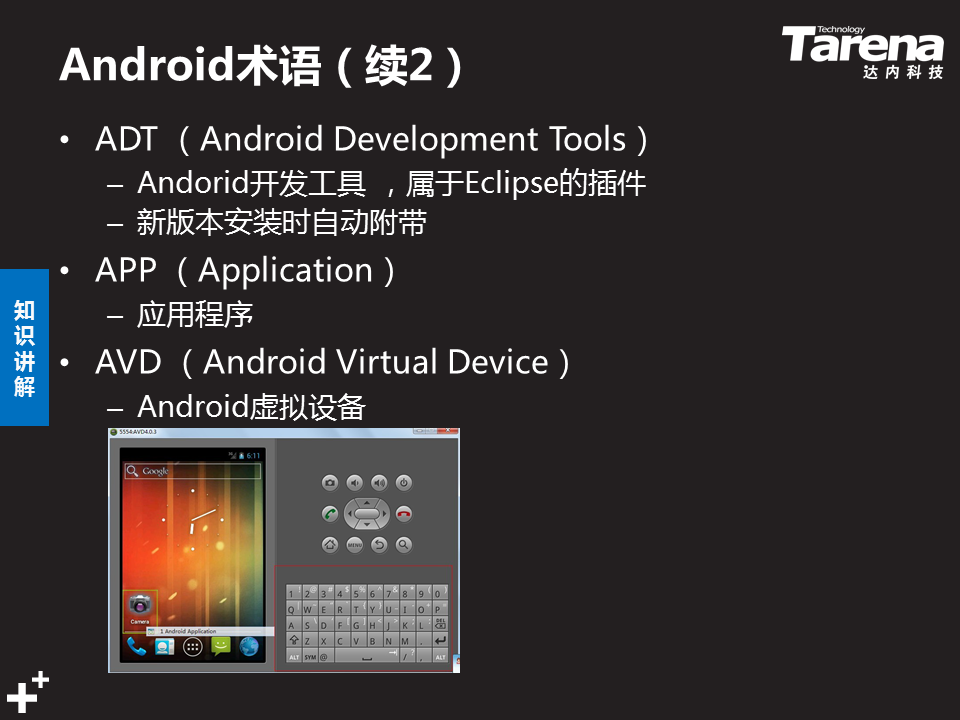 Android术语（续2）
Technology
Tarena
达内科技
• ADT （Android Development Tools）
– Andorid开发工具 ，属于Eclipse的插件
– 新版本安装时自动附带
• APP （Application）
– 应用程序
知识讲解
• AVD （Android Virtual Device）
– Android虚拟设备
5554:AVD4.0.3
6:11
Google
MENU
1 2 3 4 5 6 7 8 9 0
Q W E R T Y U I O P
A S D F G H J K L DEL
Z X C V B N M .
ALT SYM @ / ALT
Camera
1 Android Application